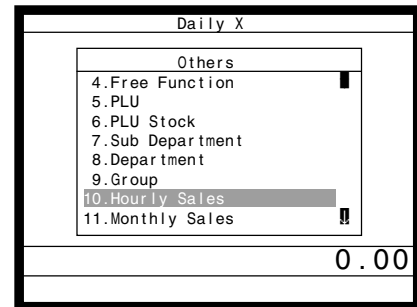 Daily X
Others
4.Free Function
5.PLU
6.PLU Stock
7.Sub Department
8.Department
9.Group
10.Hourly Sales
11.Monthly Sales
0.00